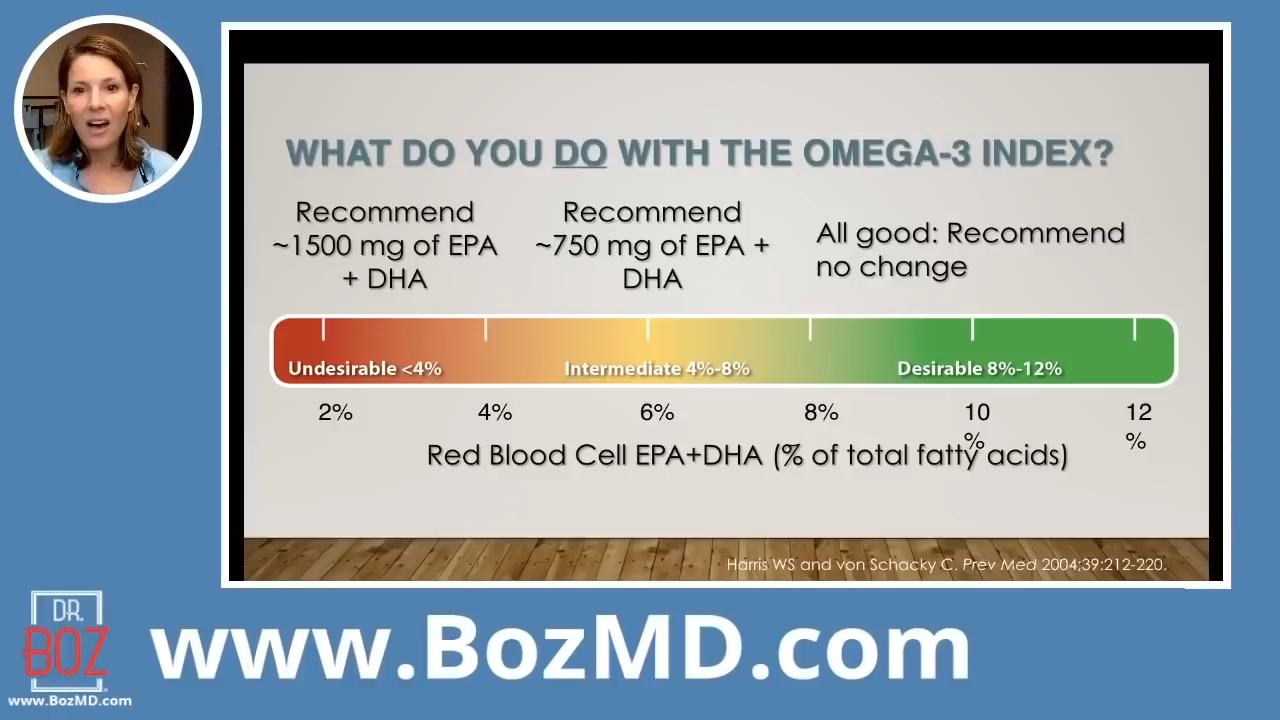 WHAT DO YOU DO WITH THE OMEGA-3 INDEX?
Recommend
~1500 mg of EPA
+ DHA
Recommend
~750 mg of EPA +
DHA
All good: Recommend
no change
Undesirable <4%
Intermediate 4%-8%
Desirable 8%-12%
2%
4%
6%
8%
10
%
12
%
Red Blood Cell EPA+DHA (% of total fatty acids)
Harris WS and von Schacky C. Prev Med 2004;39:212-220.
DR.
BOZ
www.BozMD.com
www.BozMD.com